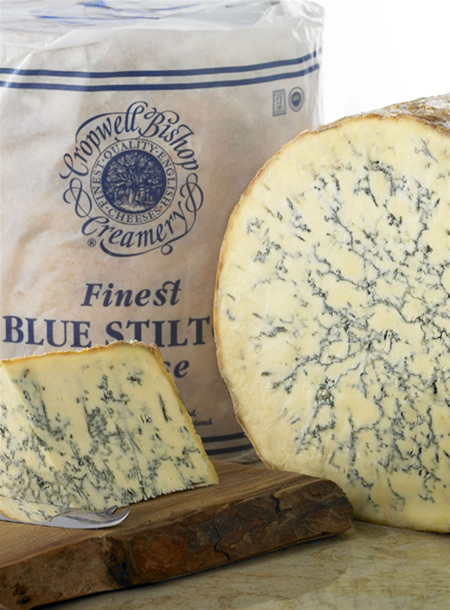 Cropwell Bishop
FINEST · QUALITY · ENGLISH
· CHEESES ·
Creamery
®
Finest
BLUE STILT
se